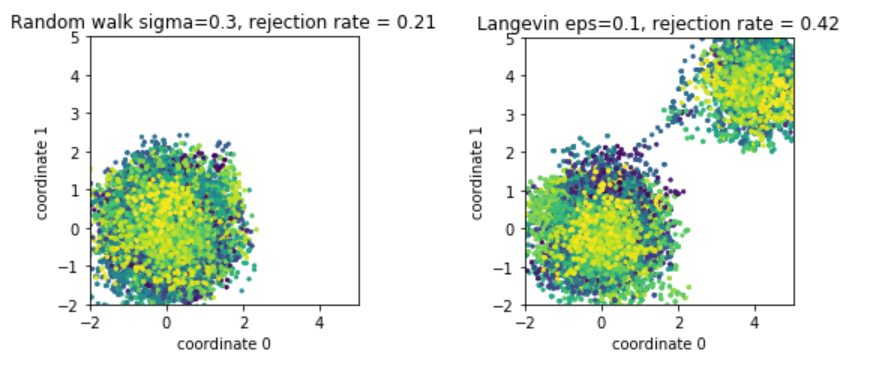 Random walk sigma=0.3, rejection rate = 0.21
5
4
3
2
1
0
−1
−2
−2 0 2 4
coordinate 0
coordinate 1
Langevin eps=0.1, rejection rate = 0.42
5
4
3
2
1
0
−1
−2
−2 0 2 4
coordinate 0
coordinate 1